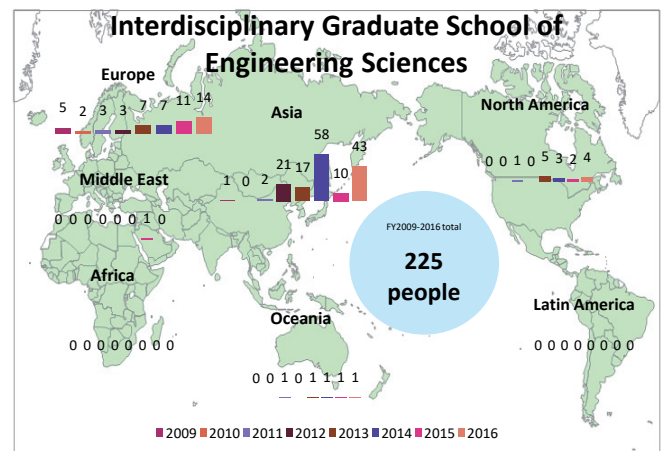 Interdisciplinary Graduate School of
Engineering Sciences
Europe
5 2 3 3 7 7 11 14
Asia
1 0 2 21 17 58 10 43
North America
0 0 1 0 5 3 2 4
Middle East
0 0 0 0 0 0 1 0
FY2009-2016 total
225
people
Africa
0 0 0 0 0 0 0 0
Oceania
0 0 1 0 1 1 1 1
Latin America
0 0 0 0 0 0 0 0
2009 2010 2011 2012 2013 2014 2015 2016